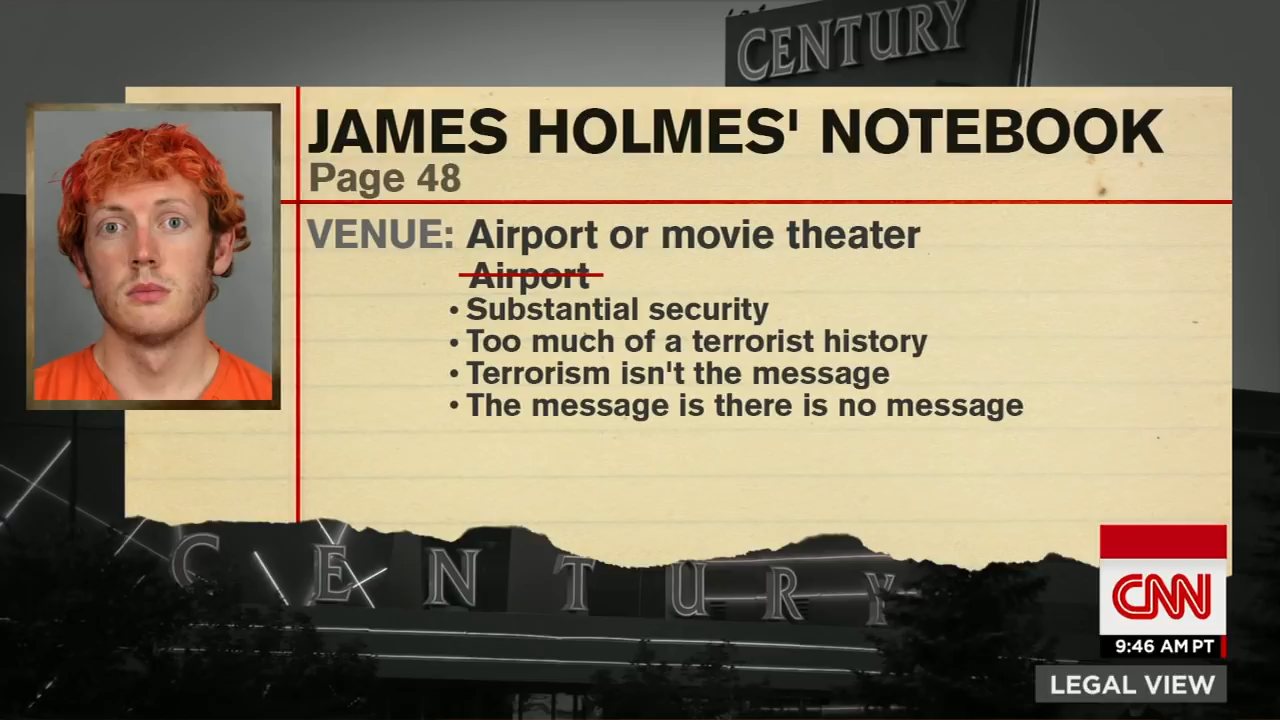 CENTURY
JAMES HOLMES' NOTEBOOK
Page 48
VENUE: Airport or movie theater
Airport
• Substantial security
• Too much of a terrorist history
• Terrorism isn't the message
• The message is there is no message
CENTURY
CNN
9:46 AM PT
LEGAL VIEW